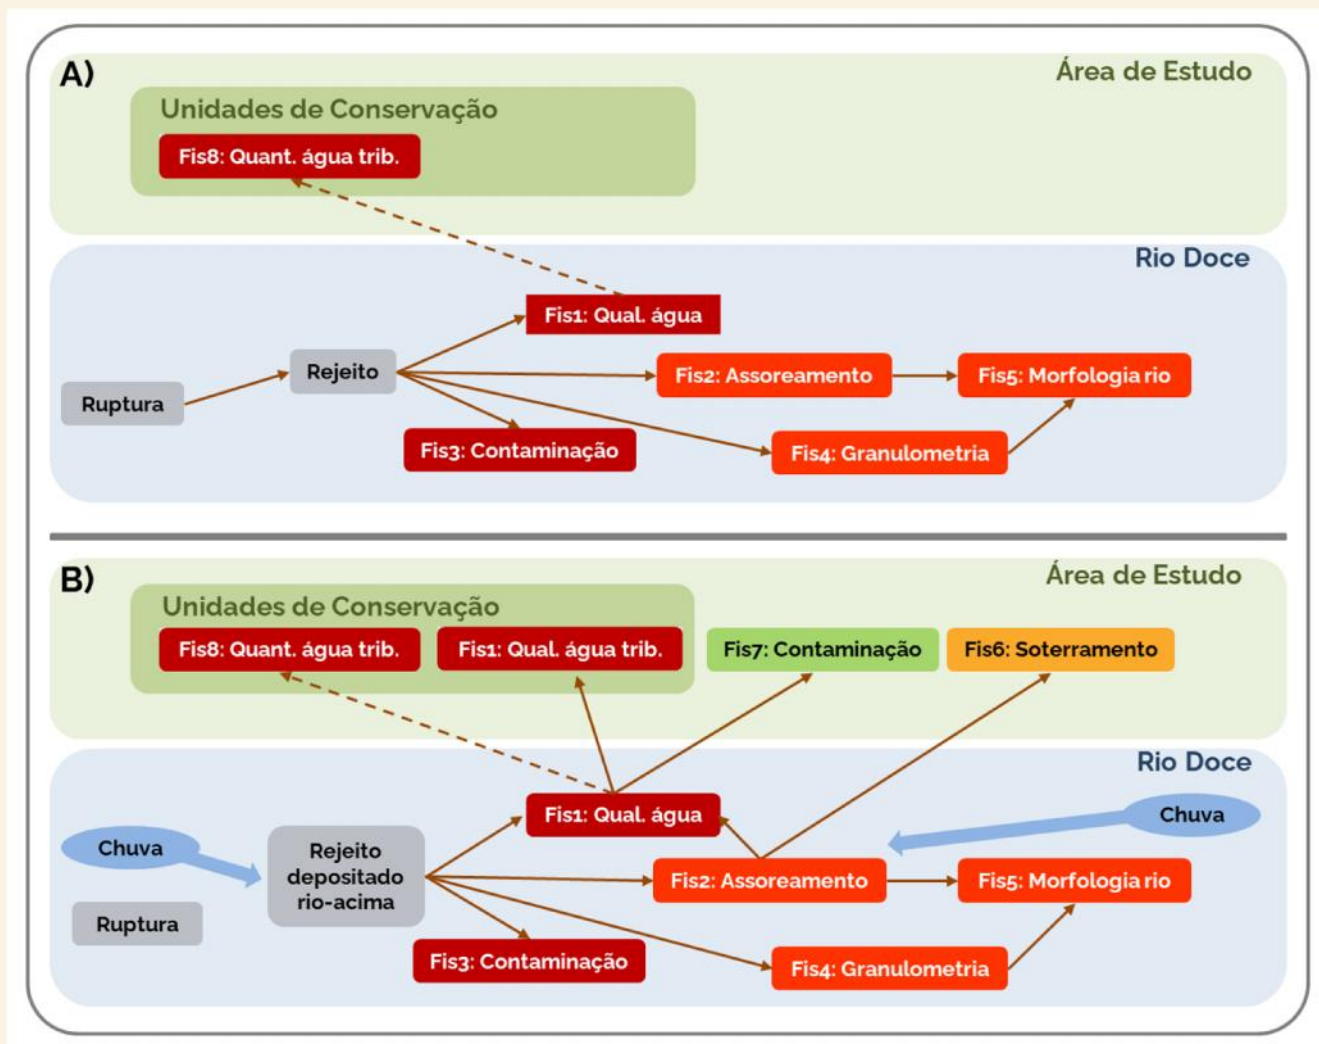 A)
Área de Estudo
Unidades de Conservação
Fis8: Quant. água trib.
Rio Doce
Fis1: Qual. água
Rejeito
Fis2: Assoreamento
Fis5: Morfologia rio
Ruptura
Fis3: Contaminação
Fis4: Granulometria
B)
Área de Estudo
Unidades de Conservação
Fis8: Quant. água trib.
Fis1: Qual. água trib.
Fis7: Contaminação
Fis6: Soterramento
Rio Doce
Fis1: Qual. água
Chuva
Chuva
Rejeito
depositado
rio-acima
Fis2: Assoreamento
Fis5: Morfologia rio
Ruptura
Fis3: Contaminação
Fis4: Granulometria